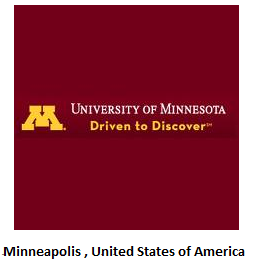 M.
UNIVERSITY OF MINNESOTA
Driven to Discover℠
Minneapolis , United States of America